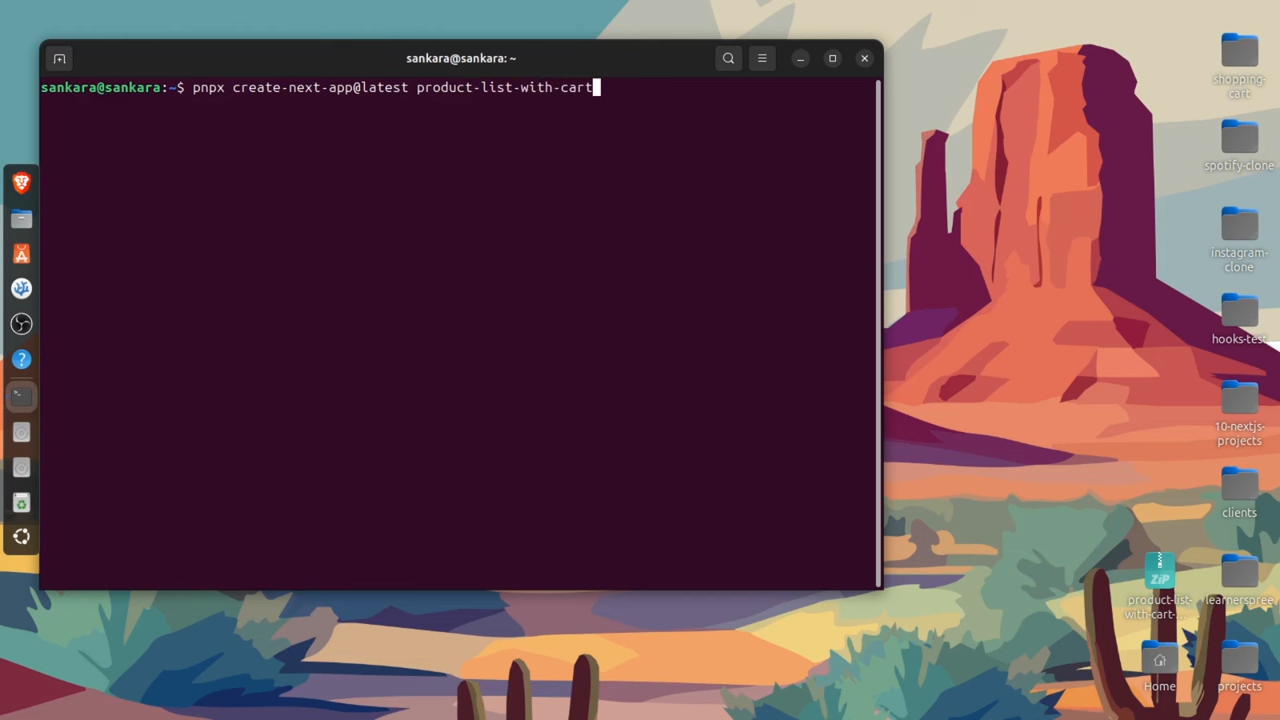 sankara@sankara: ~
sankara@sankara:~$ pnpx create-next-app@latest product-list-with-cart
shopping-
cart
spotify-clone
instagram-
clone
hooks-test
10-nextjs-
projects
clients
ZIP
product-list-
with-cart-...
learnerspree
Home
projects